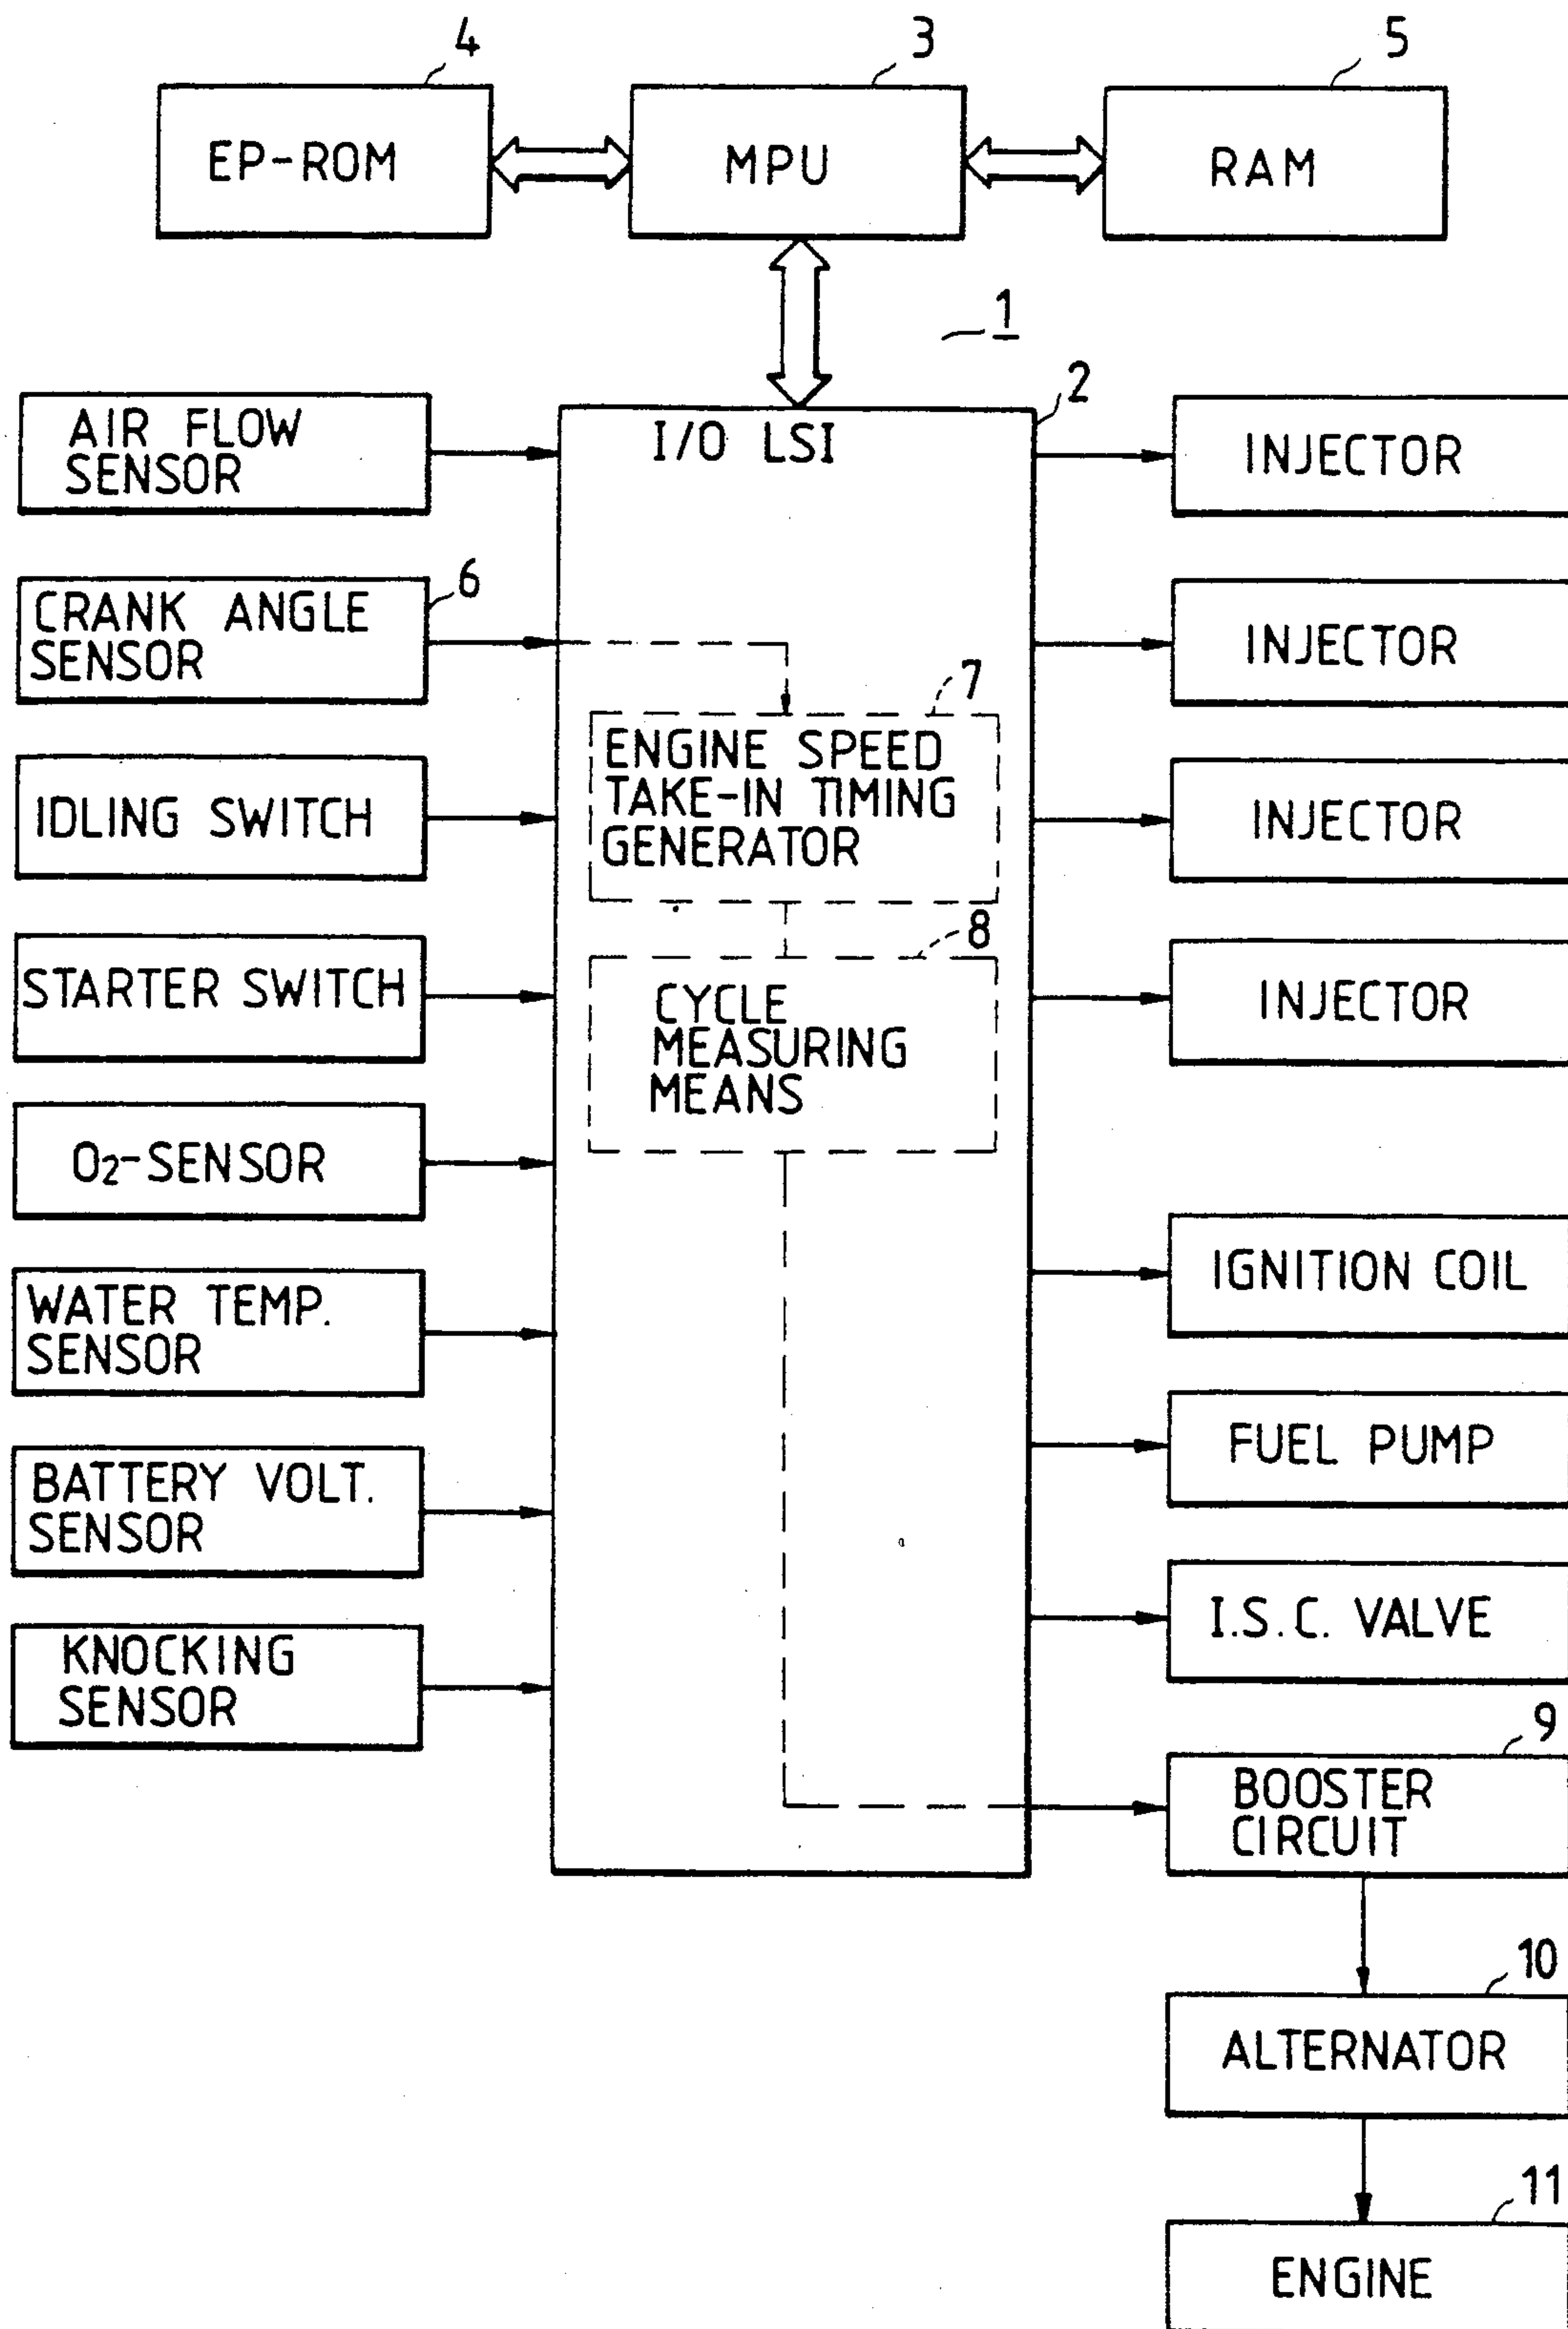 4
3
5
EP-ROM
MPU
RAM
1
2
I/O LSI
AIR FLOW
SENSOR
6
CRANK ANGLE
SENSOR
IDLING SWITCH
STARTER SWITCH
O2-SENSOR
WATER TEMP.
SENSOR
BATTERY VOLT.
SENSOR
KNOCKING
SENSOR
7
ENGINE SPEED
TAKE-IN TIMING
GENERATOR
8
CYCLE
MEASURING
MEANS
INJECTOR
INJECTOR
INJECTOR
INJECTOR
IGNITION COIL
FUEL PUMP
I.S.C. VALVE
9
BOOSTER
CIRCUIT
10
ALTERNATOR
11
ENGINE